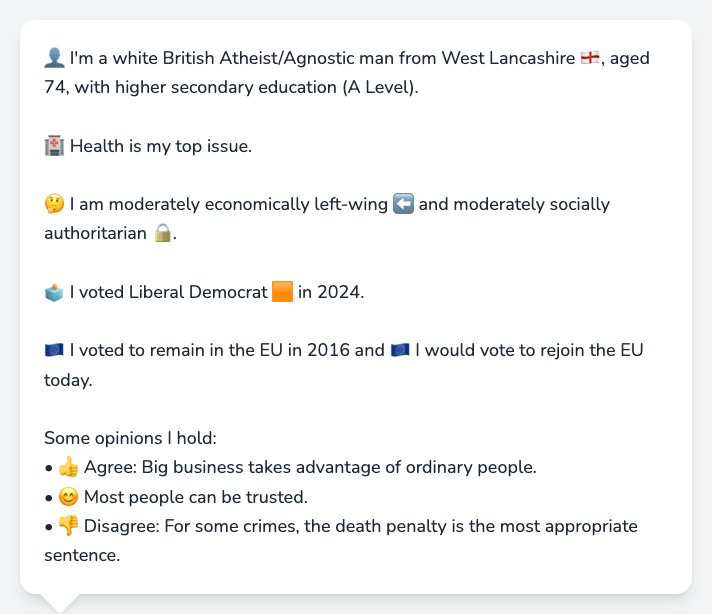 👤 I'm a white British Atheist/Agnostic man from West Lancashire 🏴󠁧󠁢󠁥󠁮󠁧󠁿, aged
74, with higher secondary education (A Level).
🏥 Health is my top issue.
🤔 I am moderately economically left-wing ⬅️ and moderately socially
authoritarian 🔒.
🗳️ I voted Liberal Democrat 🟧 in 2024.
🇪🇺 I voted to remain in the EU in 2016 and 🇪🇺 I would vote to rejoin the EU
today.
Some opinions I hold:
• 👍 Agree: Big business takes advantage of ordinary people.
• 😊 Most people can be trusted.
• 👎 Disagree: For some crimes, the death penalty is the most appropriate
sentence.